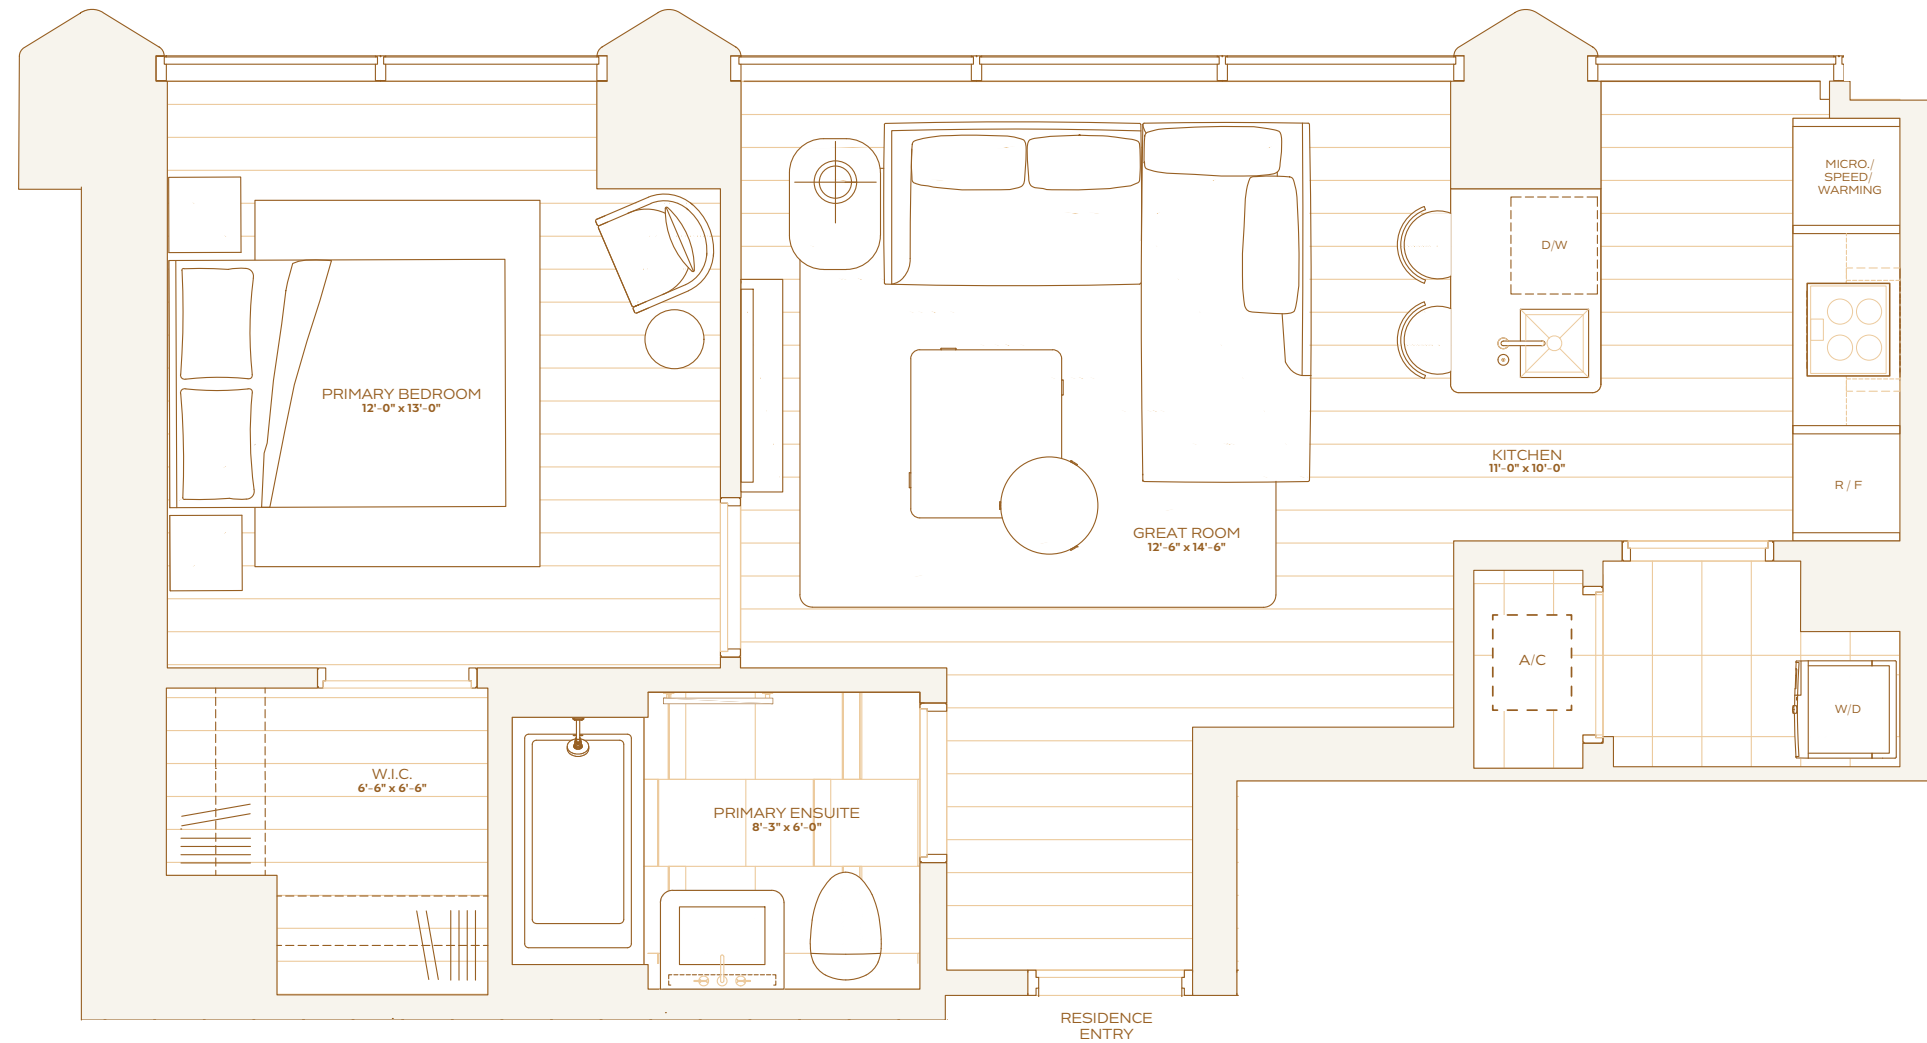 MICRO./
SPEED/
WARMING
D/W
PRIMARY BEDROOM
12'-0" x 13'-0"
KITCHEN
11'-0" x 10'-0"
R / F
GREAT ROOM
12'-6" x 14'-6"
A/C
W/D
W.I.C.
6'-6" x 6'-6"
PRIMARY ENSUITE
8'-3" x 6'-0"
RESIDENCE
ENTRY